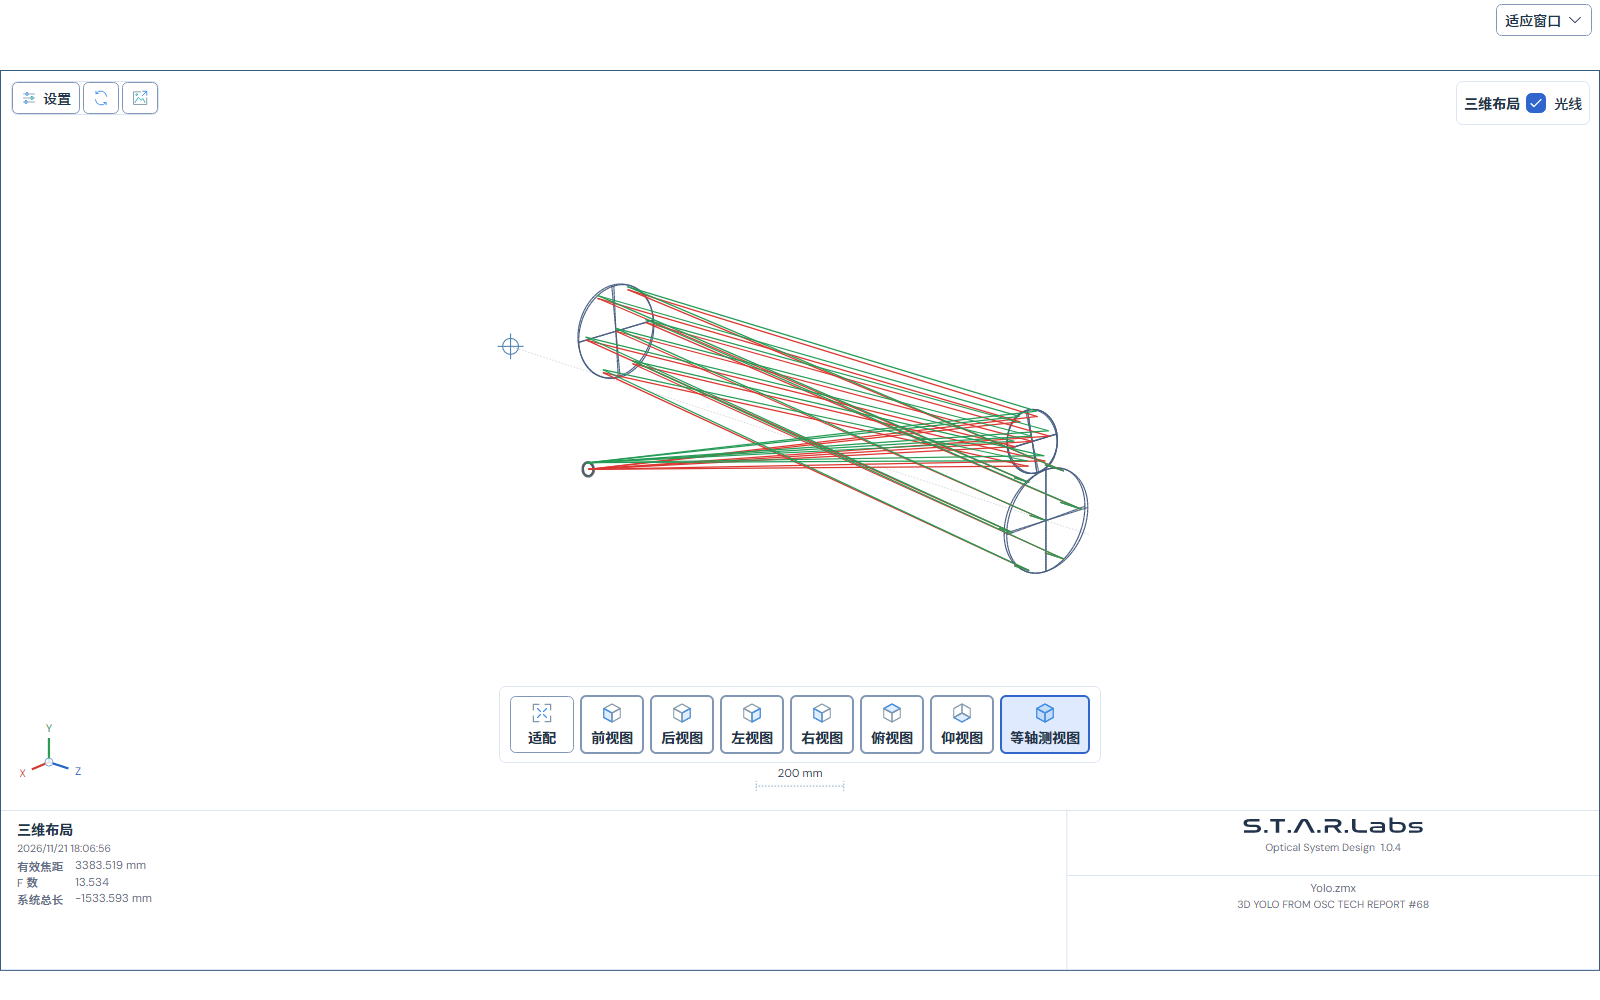 适应窗口
设置
三维布局 光线
适配 前视图 后视图 左视图 右视图 俯视图 仰视图 等轴测视图
200 mm
Y
X
Z
三维布局
2026/11/21 18:06:56
有效焦距 3383.519 mm
F 数 13.534
系统总长 -1533.593 mm
S.T.A.R.Labs
Optical System Design 1.0.4
Yolo.zmx
3D YOLO FROM OSC TECH REPORT #68